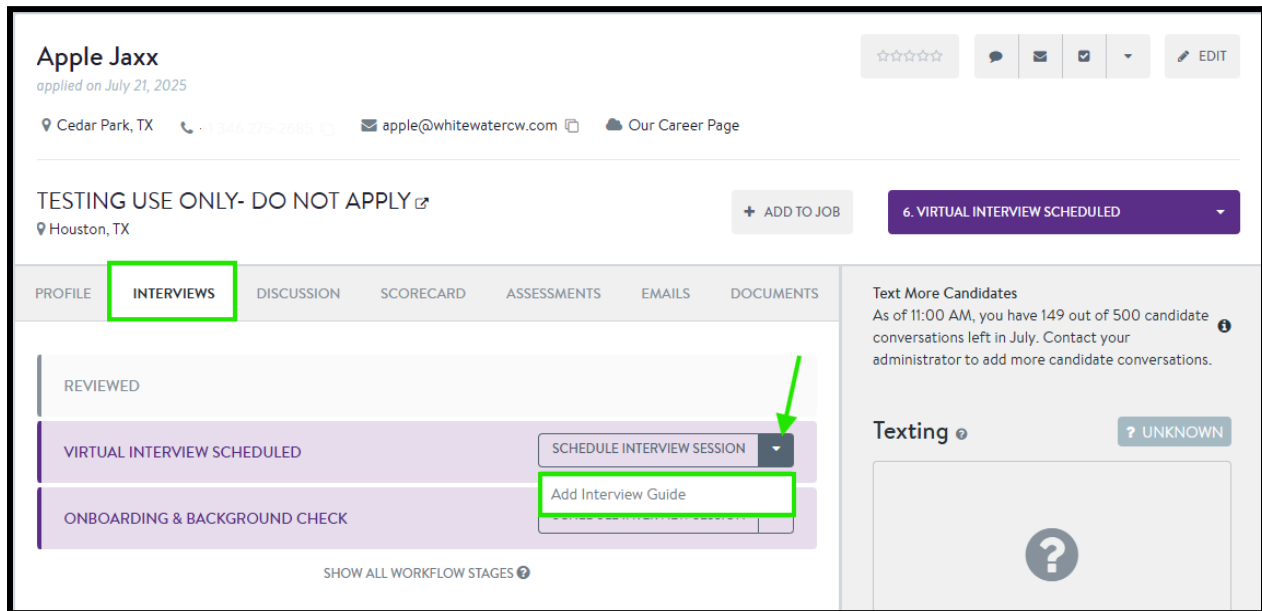 Apple Jaxx
applied on July 21, 2025
EDIT
Cedar Park, TX
apple@whitewatercw.com
Our Career Page
TESTING USE ONLY- DO NOT APPLY
Houston, TX
+ ADD TO JOB
6. VIRTUAL INTERVIEW SCHEDULED
PROFILE INTERVIEWS DISCUSSION SCORECARD ASSESSMENTS EMAILS DOCUMENTS
REVIEWED
VIRTUAL INTERVIEW SCHEDULED
SCHEDULE INTERVIEW SESSION
Add Interview Guide
ONBOARDING & BACKGROUND CHECK
SHOW ALL WORKFLOW STAGES
Text More Candidates
As of 11:00 AM, you have 149 out of 500 candidate
conversations left in July. Contact your
administrator to add more candidate conversations.
Texting
? UNKNOWN
?